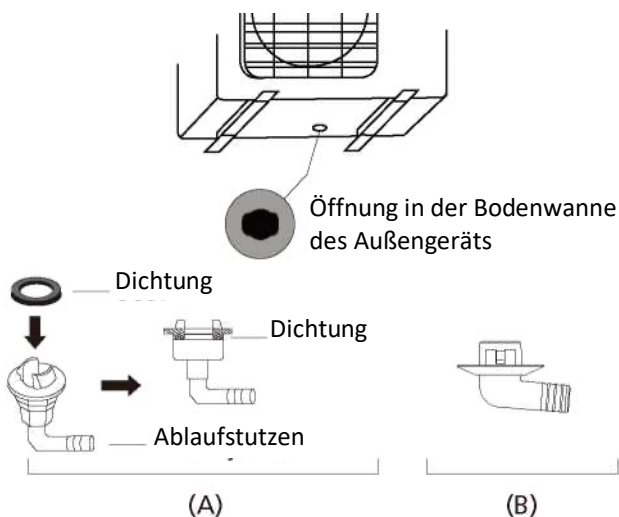 Öffnung in der Bodenwanne
des Außengeräts
Dichtung
Dichtung
Ablaufstutzen
(A)
(B)